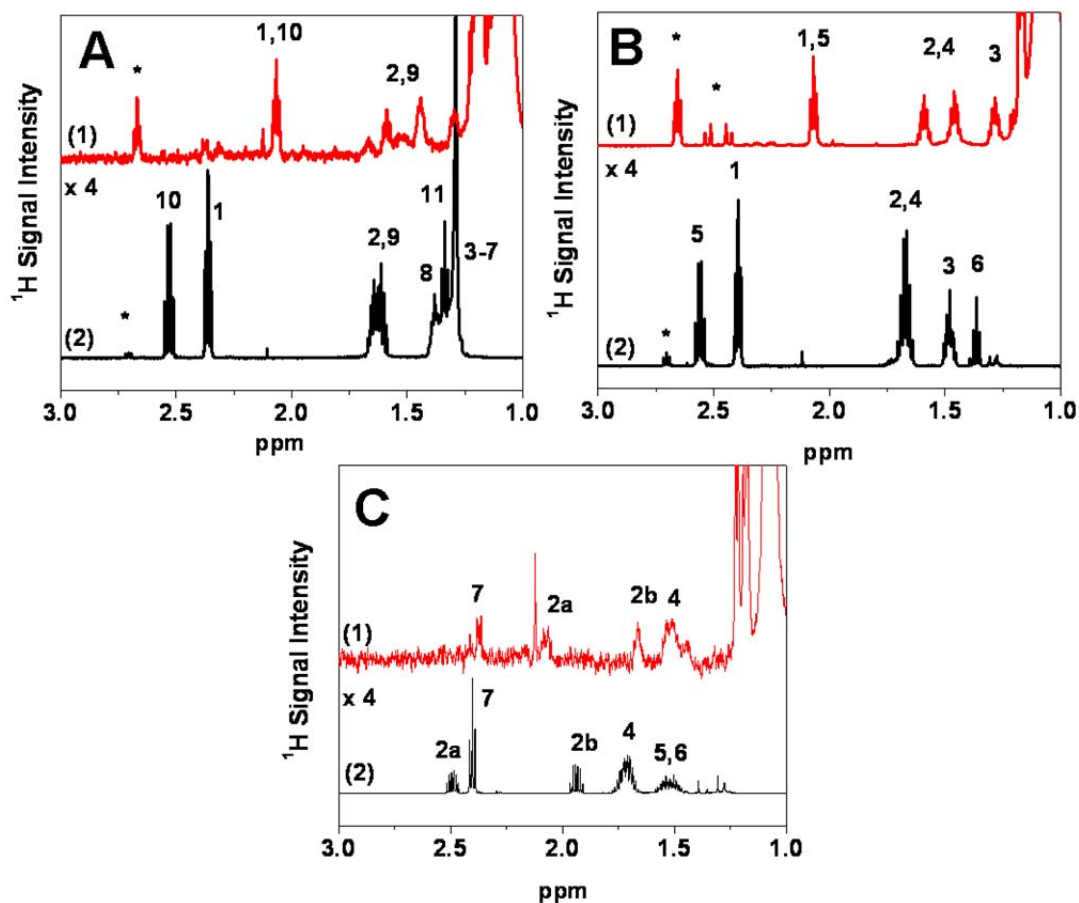 A
1,10
*
2,9
(1)
x 4
10
1
11
2,9
8
3-7
*
(2)
3.0 2.5 2.0 1.5 1.0
ppm
¹H Signal Intensity
B
*
1,5
2,4
3
*
(1)
x 4
1
2,4
5
3
6
*
(2)
3.0 2.5 2.0 1.5 1.0
ppm
¹H Signal Intensity
C
7
2a
2b 4
(1)
x 4
7
2a
2b
4
5,6
(2)
3.0 2.5 2.0 1.5 1.0
ppm
¹H Signal Intensity